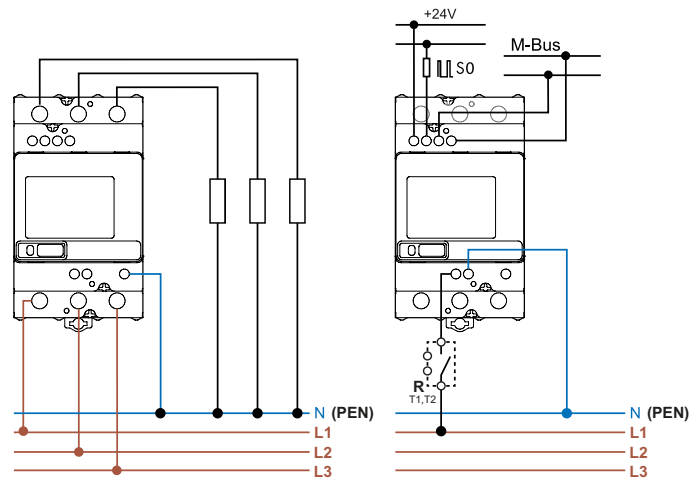 +24V
S0
M-Bus
R
T1,T2
N (PEN)
L1
L2
L3
N (PEN)
L1
L2
L3